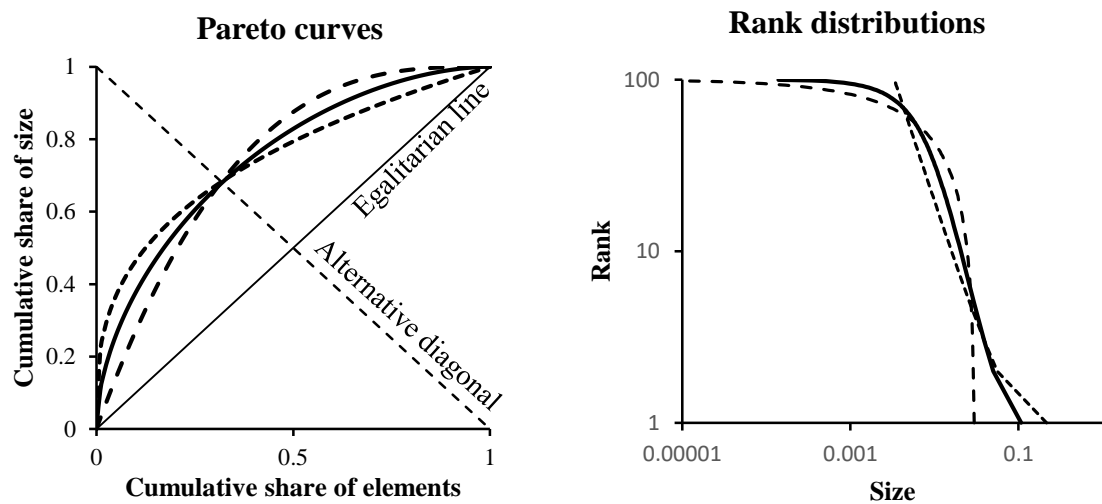 Pareto curves
Cumulative share of size
1
0.8
0.6
0.4
0.2
0
0
0.5
1
Egalitarian line
Alternative diagonal
Cumulative share of elements
Rank distributions
Rank
100
10
1
0.00001
0.001
0.1
Size